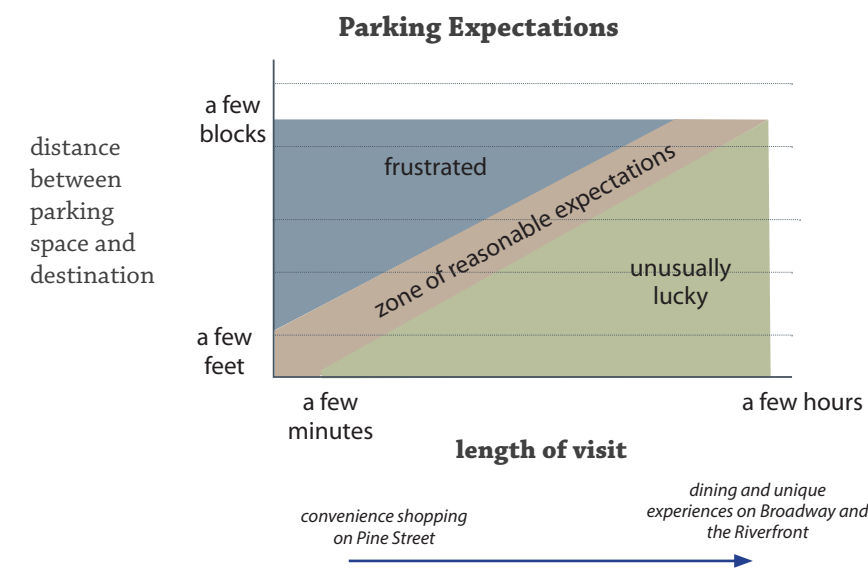 Parking Expectations
a few
blocks
distance
between
parking
space and
destination
frustrated
zone of reasonable expectations
unusually
lucky
a few
feet
a few
minutes
a few hours
length of visit
convenience shopping
on Pine Street
dining and unique
experiences on Broadway and
the Riverfront